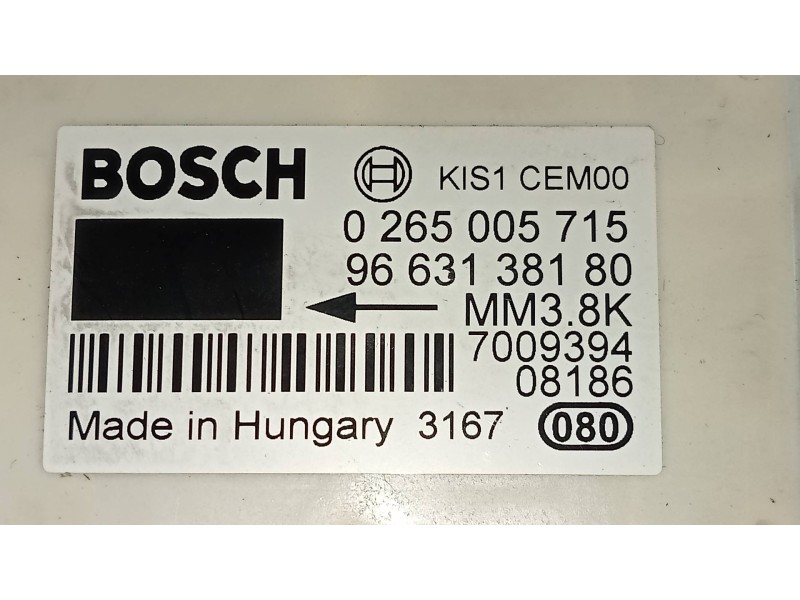 BOSCH KIS1 CEM00
0 265 005 715
96 631 381 80
MM3.8K
7009394
08186
Made in Hungary 3167 080